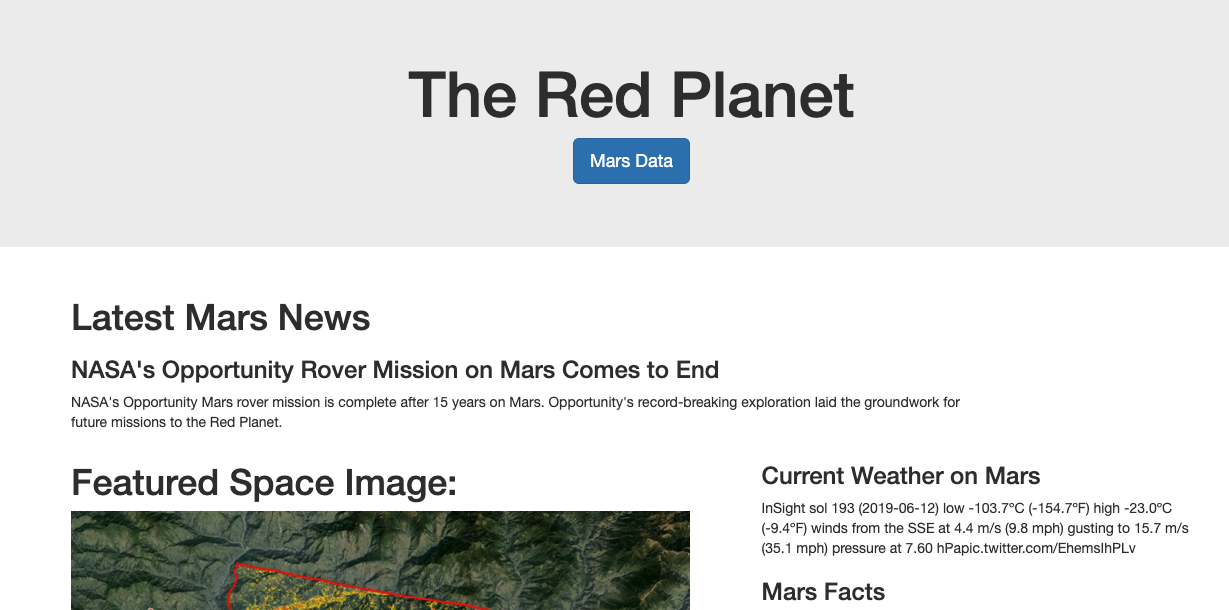 The Red Planet
Mars Data
Latest Mars News
NASA's Opportunity Rover Mission on Mars Comes to End
NASA's Opportunity Mars rover mission is complete after 15 years on Mars. Opportunity's record-breaking exploration laid the groundwork for
future missions to the Red Planet.
Featured Space Image:
Current Weather on Mars
InSight sol 193 (2019-06-12) low -103.7ºC (-154.7ºF) high -23.0ºC
(-9.4ºF) winds from the SSE at 4.4 m/s (9.8 mph) gusting to 15.7 m/s
(35.1 mph) pressure at 7.60 hPapic.twitter.com/EhemsIhPLv
Mars Facts